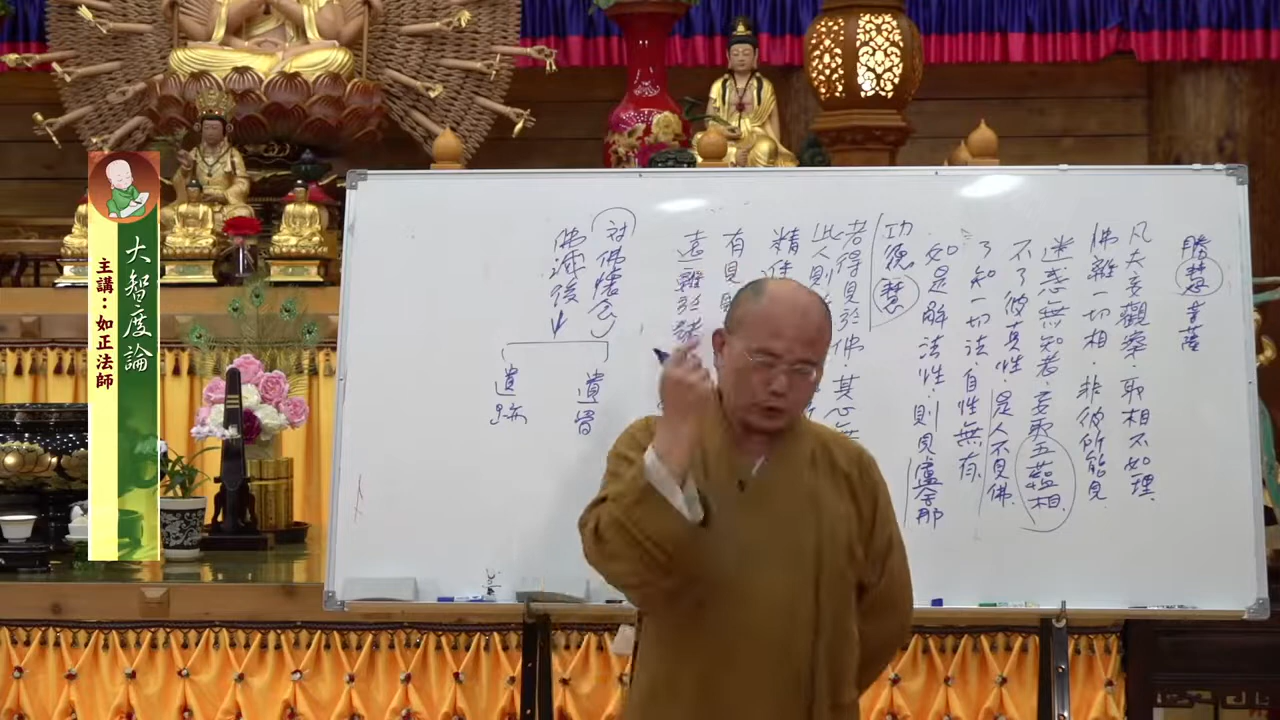 大智度論
主講：如正法師
勝慧菩薩
凡夫妄觀察，取相不如理，
佛離一切相，非彼所能見
迷惑無知者，妄取五蘊相，
不了彼真性，是人不見佛，
了知一切法，自性無有，
如是解法性，則見盧舍那
功德慧
若得見於佛，其心無
此人則
精進
有見
遠離於
對佛懷念
佛滅後
遺骨
遺跡